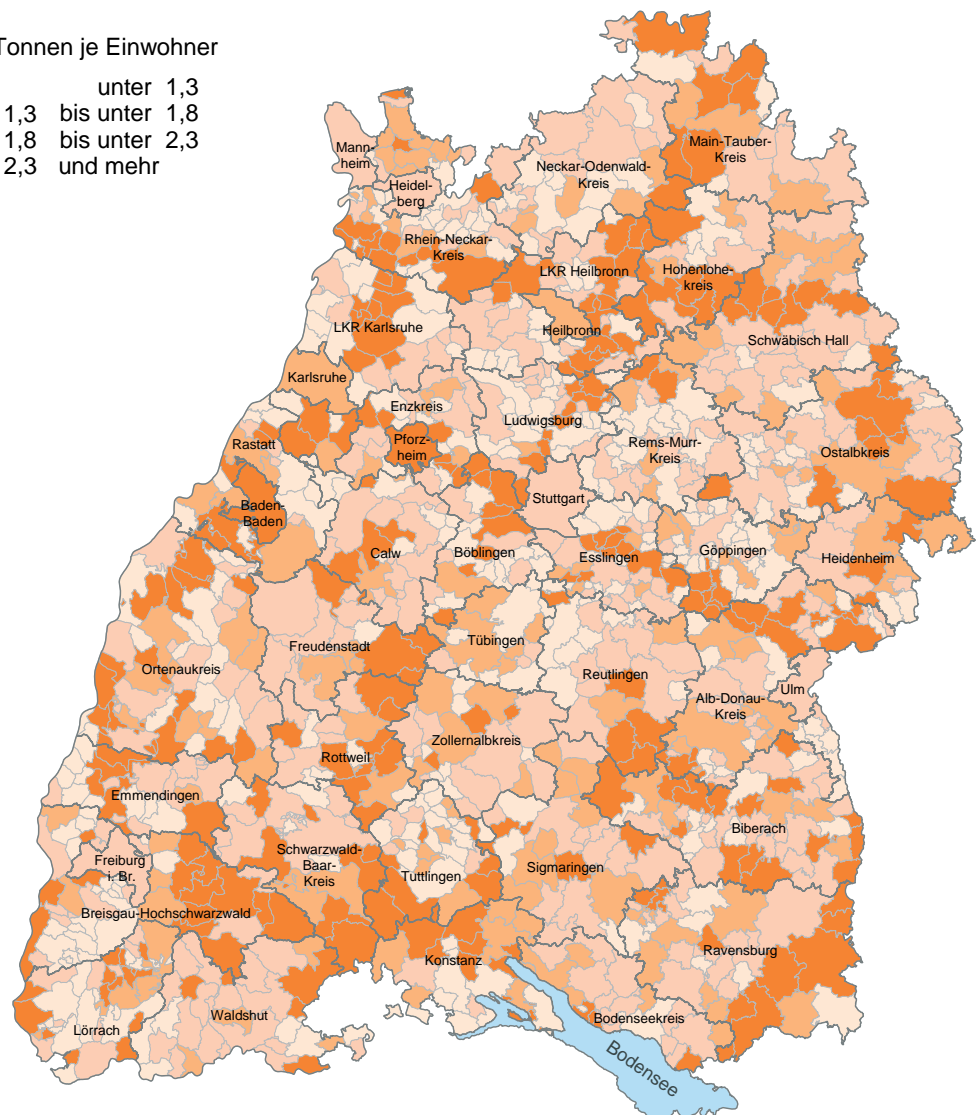 Tonnen je Einwohner
unter 1,3
1,3 bis unter 1,8
1,8 bis unter 2,3
2,3 und mehr
Mann-
heim
Heidel-
berg
Neckar-Odenwald-
Kreis
Main-Tauber-
Kreis
Rhein-Neckar-
Kreis
LKR Heilbronn
Hohenlohe-
kreis
LKR Karlsruhe
Heilbronn
Schwäbisch Hall
Karlsruhe
Enzkreis
Ludwigsburg
Rastatt
Pforz-
heim
Rems-Murr-
Kreis
Ostalbkreis
Baden-
Baden
Stuttgart
Calw
Böblingen
Esslingen
Göppingen
Heidenheim
Freudenstadt
Tübingen
Ortenaukreis
Reutlingen
Alb-Donau-
Kreis
Ulm
Rottweil
Zollernalbkreis
Emmendingen
Biberach
Freiburg
i. Br.
Schwarzwald-
Baar-
Kreis
Tuttlingen
Sigmaringen
Breisgau-Hochschwarzwald
Konstanz
Ravensburg
Lörrach
Waldshut
Bodenseekreis
Bodensee